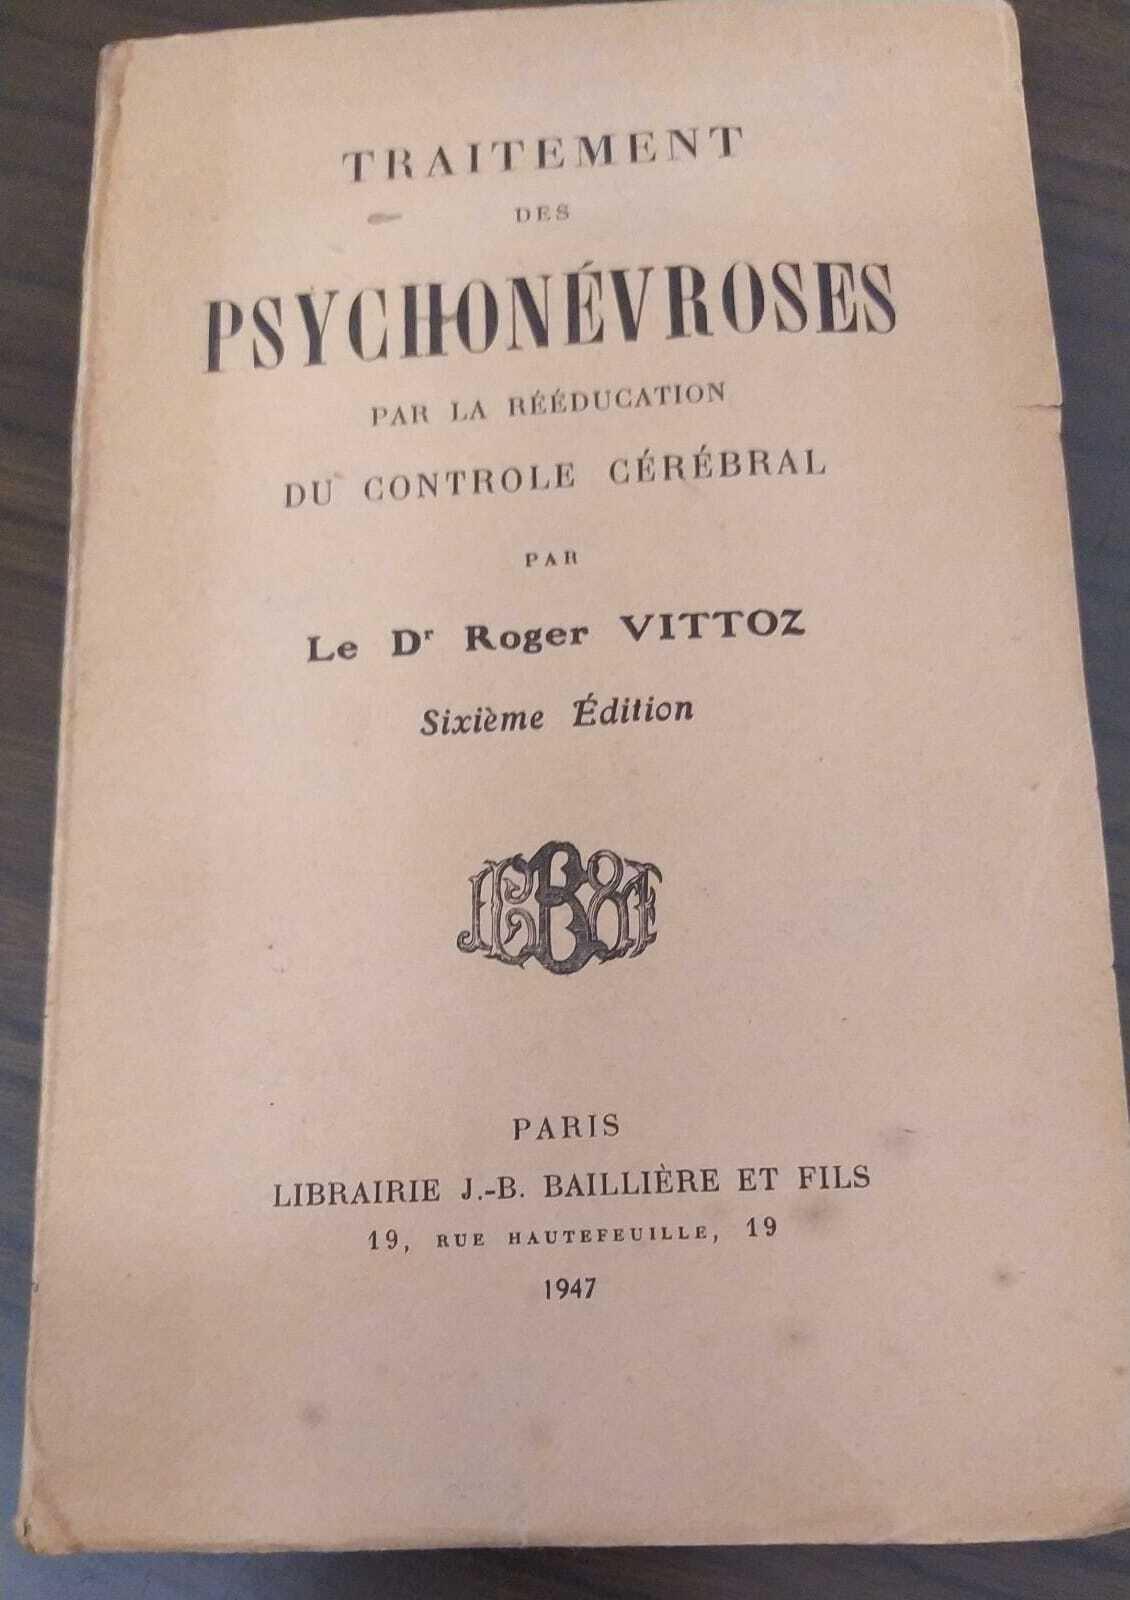 TRAITEMENT
DES
PSYCHONÉVROSES
PAR LA RÉÉDUCATION
DU CONTROLE CÉRÉBRAL
PAR
Le Dr Roger VITTOZ
Sixième Édition
PARIS
LIBRAIRIE J.-B. BAILLIÈRE ET FILS
19, RUE HAUTEFEUILLE, 19
1947